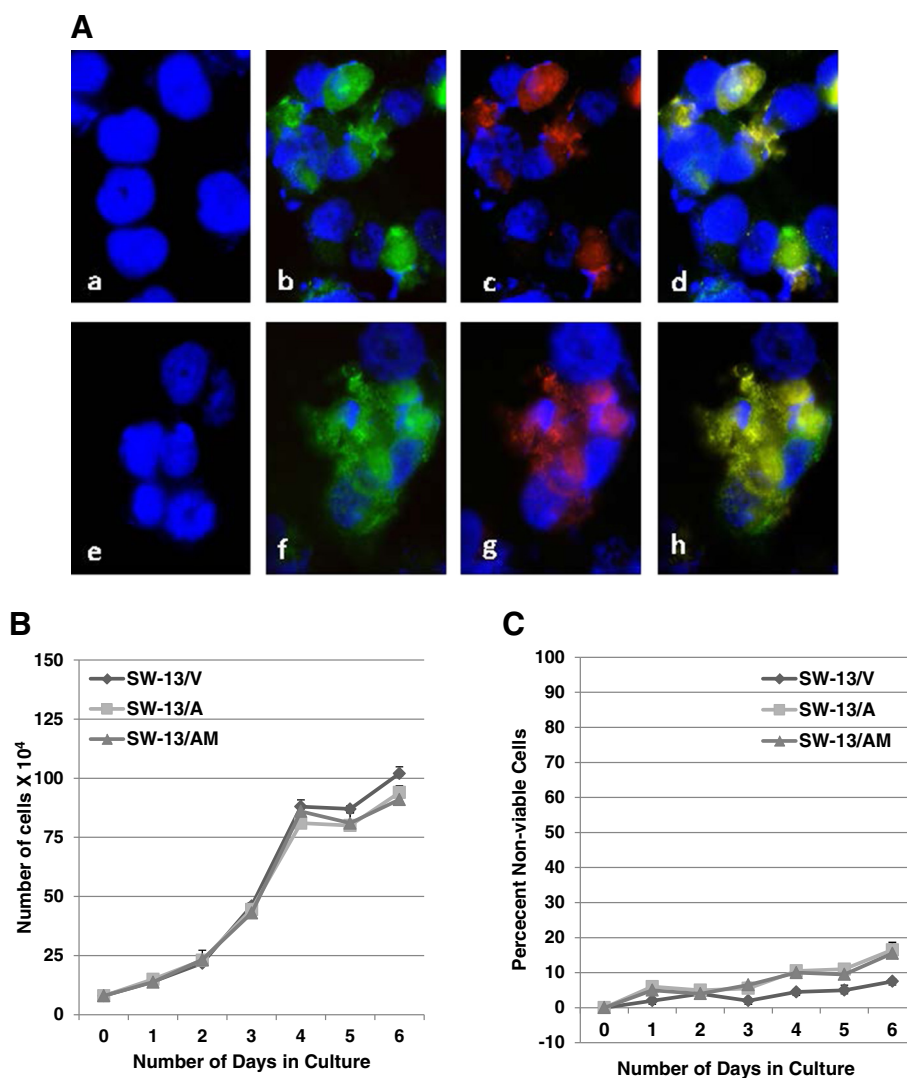 A
a b c d
e f g h
B
150
125
100
75
50
25
0
Number of cells X 10⁴
SW-13/V
SW-13/A
SW-13/AM
0 1 2 3 4 5 6
Number of Days in Culture
C
100
90
80
70
60
50
40
30
20
10
0
-10
Percecent Non-viable Cells
SW-13/V
SW-13/A
SW-13/AM
0 1 2 3 4 5 6
Number of Days in Culture